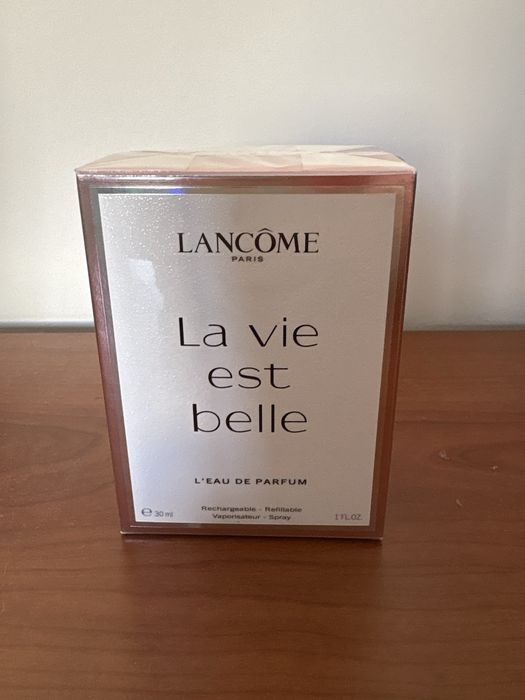 LANCÔME
PARIS
La vie
est
belle
L'EAU DE PARFUM
Rechargeable - Refillable
Vaporisateur - Spray
℮ 30 ml
1 FL.OZ.